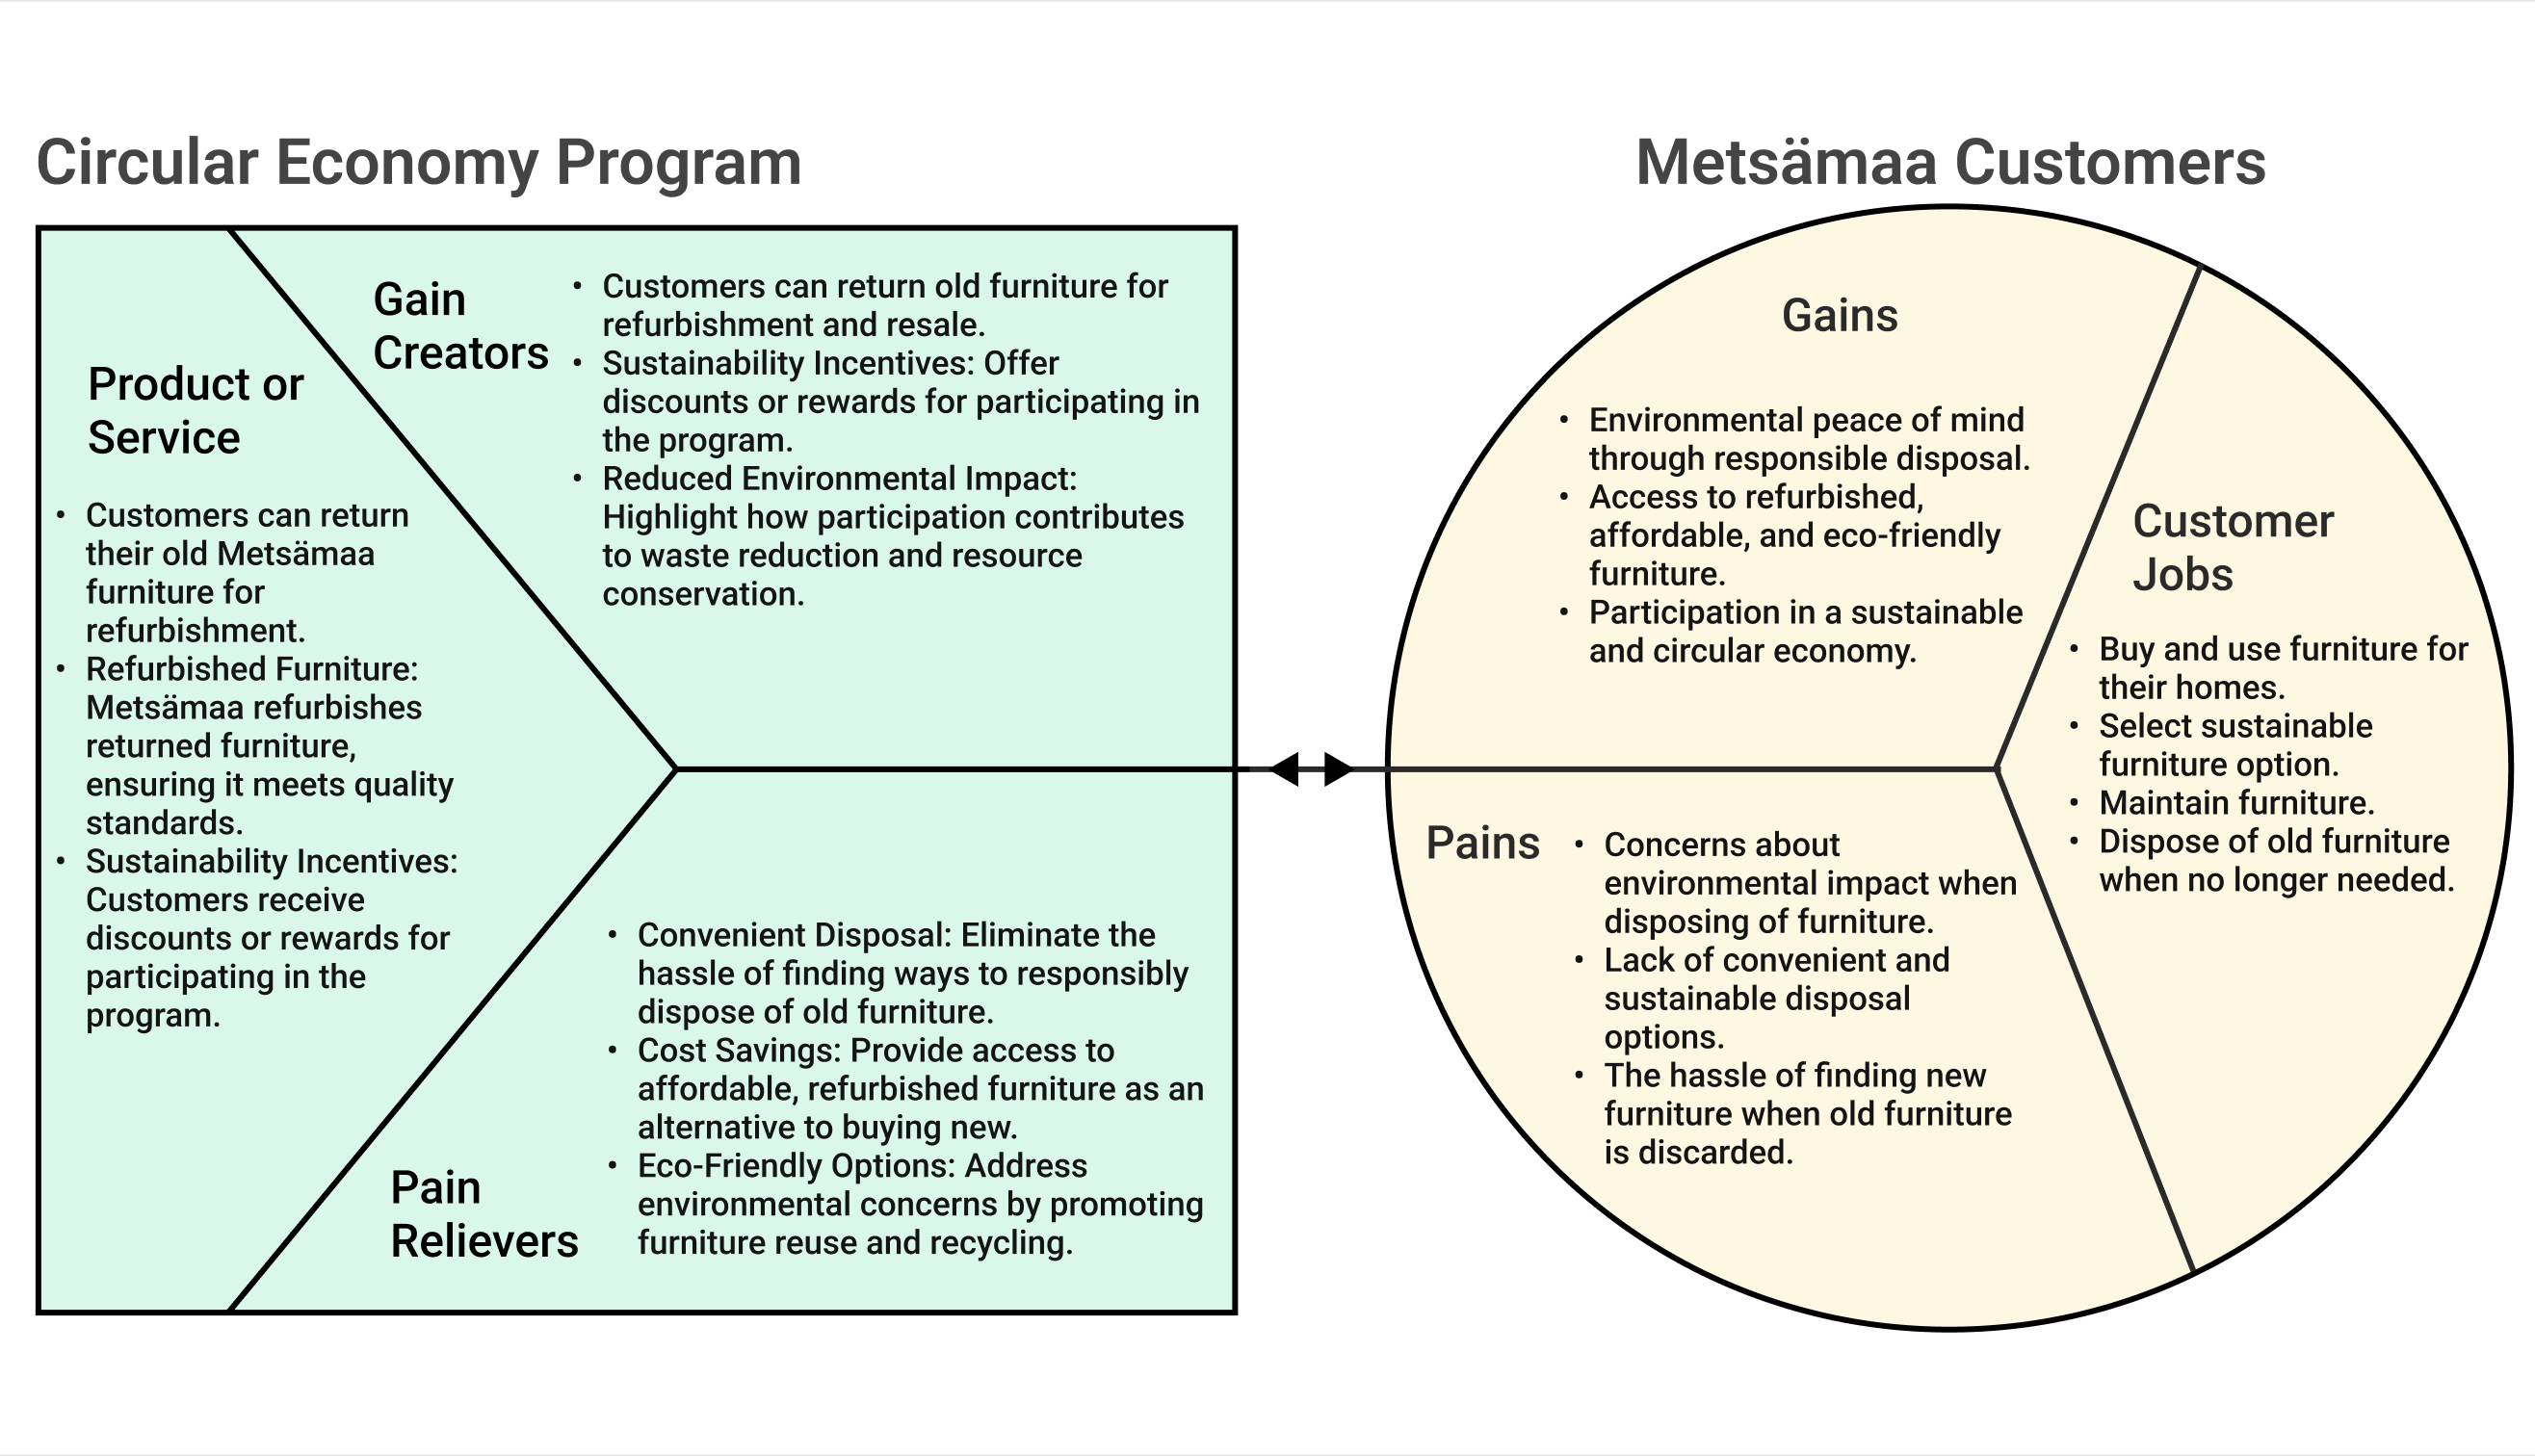 Circular Economy Program
Product or
Service
• Customers can return
their old Metsämaa
furniture for
refurbishment.
• Refurbished Furniture:
Metsämaa refurbishes
returned furniture,
ensuring it meets quality
standards.
• Sustainability Incentives:
Customers receive
discounts or rewards for
participating in the
program.
Gain
Creators
• Customers can return old furniture for
refurbishment and resale.
• Sustainability Incentives: Offer
discounts or rewards for participating in
the program.
• Reduced Environmental Impact:
Highlight how participation contributes
to waste reduction and resource
conservation.
Pain
Relievers
• Convenient Disposal: Eliminate the
hassle of finding ways to responsibly
dispose of old furniture.
• Cost Savings: Provide access to
affordable, refurbished furniture as an
alternative to buying new.
• Eco-Friendly Options: Address
environmental concerns by promoting
furniture reuse and recycling.
Metsämaa Customers
Gains
• Environmental peace of mind
through responsible disposal.
• Access to refurbished,
affordable, and eco-friendly
furniture.
• Participation in a sustainable
and circular economy.
Pains
• Concerns about
environmental impact when
disposing of furniture.
• Lack of convenient and
sustainable disposal
options.
• The hassle of finding new
furniture when old furniture
is discarded.
Customer
Jobs
• Buy and use furniture for
their homes.
• Select sustainable
furniture option.
• Maintain furniture.
• Dispose of old furniture
when no longer needed.